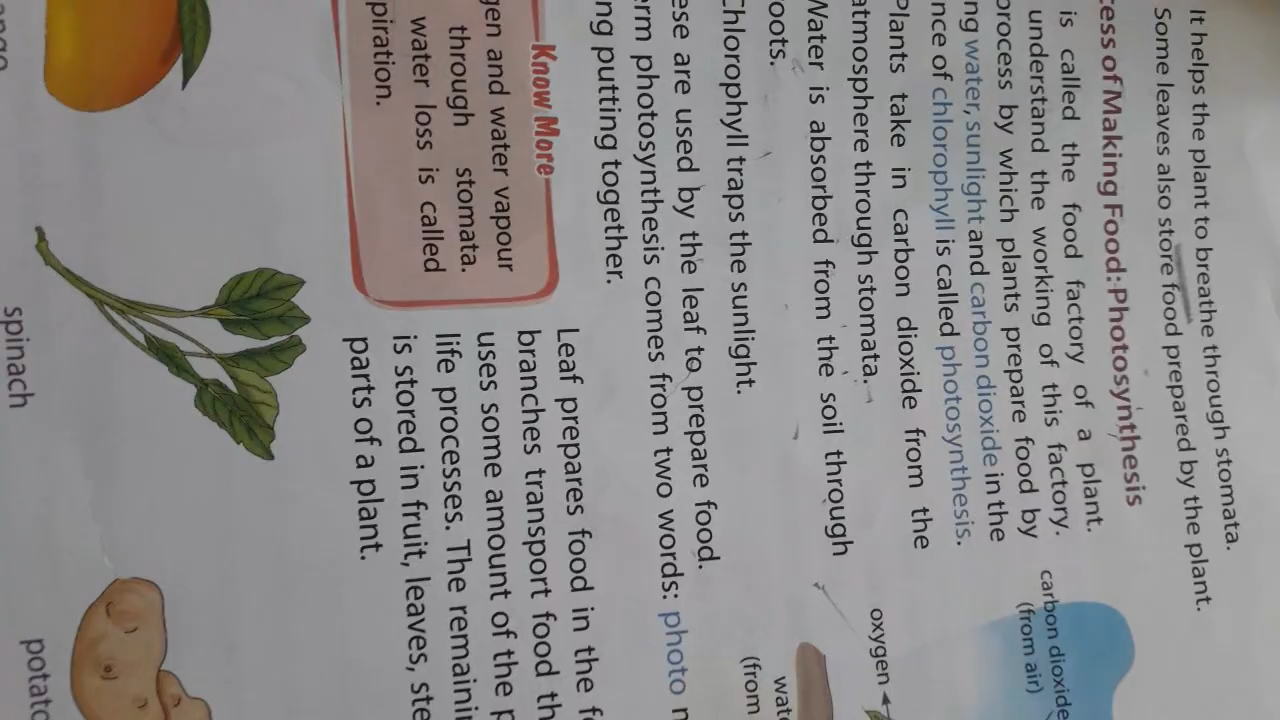 It helps the plant to breathe through stomata.
Some leaves also store food prepared by the plant.
cess of Making Food: Photosynthesis
is called the food factory of a plant.
understand the working of this factory.
process by which plants prepare food by
ng water, sunlight and carbon dioxide in the
nce of chlorophyll is called photosynthesis.
Plants take in carbon dioxide from the
atmosphere through stomata.
Water is absorbed from the soil through
roots.
Chlorophyll traps the sunlight.
ese are used by the leaf to prepare food.
erm photosynthesis comes from two words: photo
ng putting together.
carbon dioxide
(from air)
oxygen
wate
(from
Know More
gen and water vapour
through stomata.
water loss is called
piration.
Leaf prepares food in the f
branches transport food th
uses some amount of the p
life processes. The remainin
is stored in fruit, leaves, ste
parts of a plant.
ango
spinach
potato